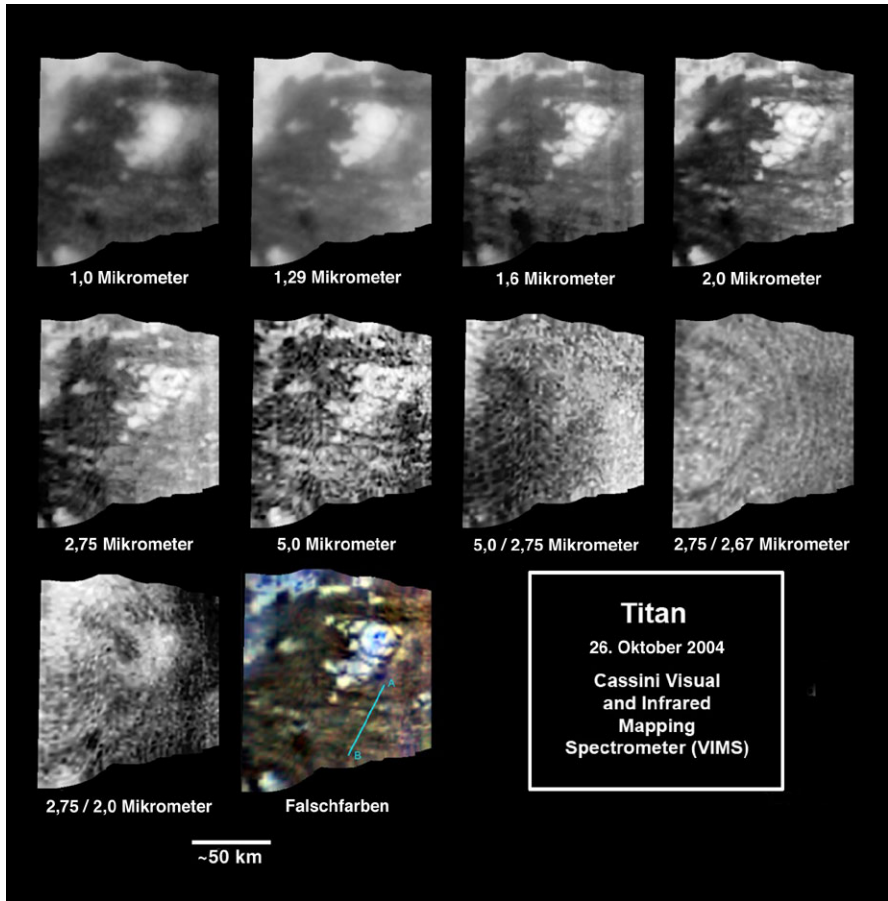 1,0 Mikrometer
1,29 Mikrometer
1,6 Mikrometer
2,0 Mikrometer
2,75 Mikrometer
5,0 Mikrometer
5,0 / 2,75 Mikrometer
2,75 / 2,67 Mikrometer
2,75 / 2,0 Mikrometer
A
B
Falschfarben
Titan
26. Oktober 2004
Cassini Visual
and Infrared
Mapping
Spectrometer (VIMS)
~50 km